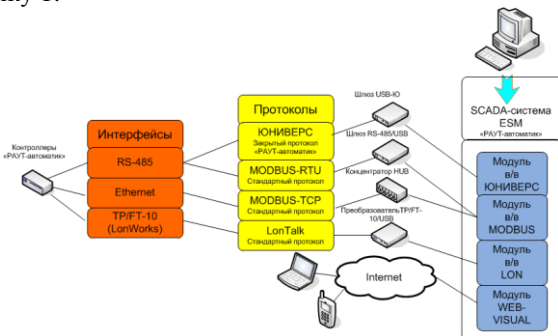 Шлюз USB-Ю
SCADA-система
ESM
«РАУТ-автоматик»
Протоколы
ЮНИВЕРС
Закрытый протокол
«РАУТ-автоматик»
Шлюз RS-485/USB
Интерфейсы
Контроллеры
«РАУТ-автоматик»
RS-485
MODBUS-RTU
Стандартный протокол
Концентратор HUB
Модуль
в/в
ЮНИВЕРС
Ethernet
MODBUS-TCP
Стандартный протокол
Модуль
в/в
MODBUS
TP/FT-10
(LonWorks)
ПреобразовательTP/FT-
10/USB
LonTalk
Стандартный протокол
Модуль
в/в
LON
Internet
Модуль
WEB-
VISUAL